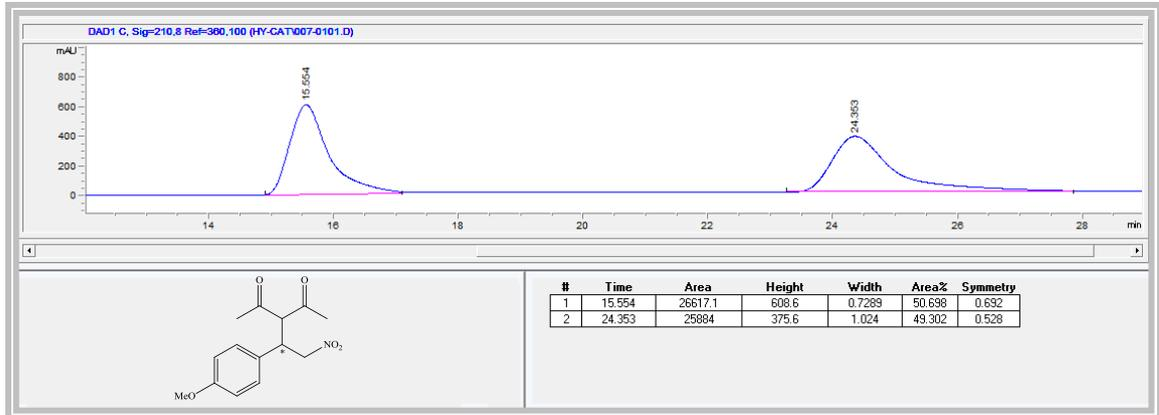 DAD1 C, Sig=210,8 Ref=360,100 (HY-CAT\007-0101.D)
mAU
800
600
400
200
0
15.554
24.353
14 16 18 20 22 24 26 28 min
O O
NO2
*
MeO
# Time Area Height Width Area% Symmetry
1 15.554 26617.1 608.6 0.7289 50.698 0.692
2 24.353 25884 375.6 1.024 49.302 0.528